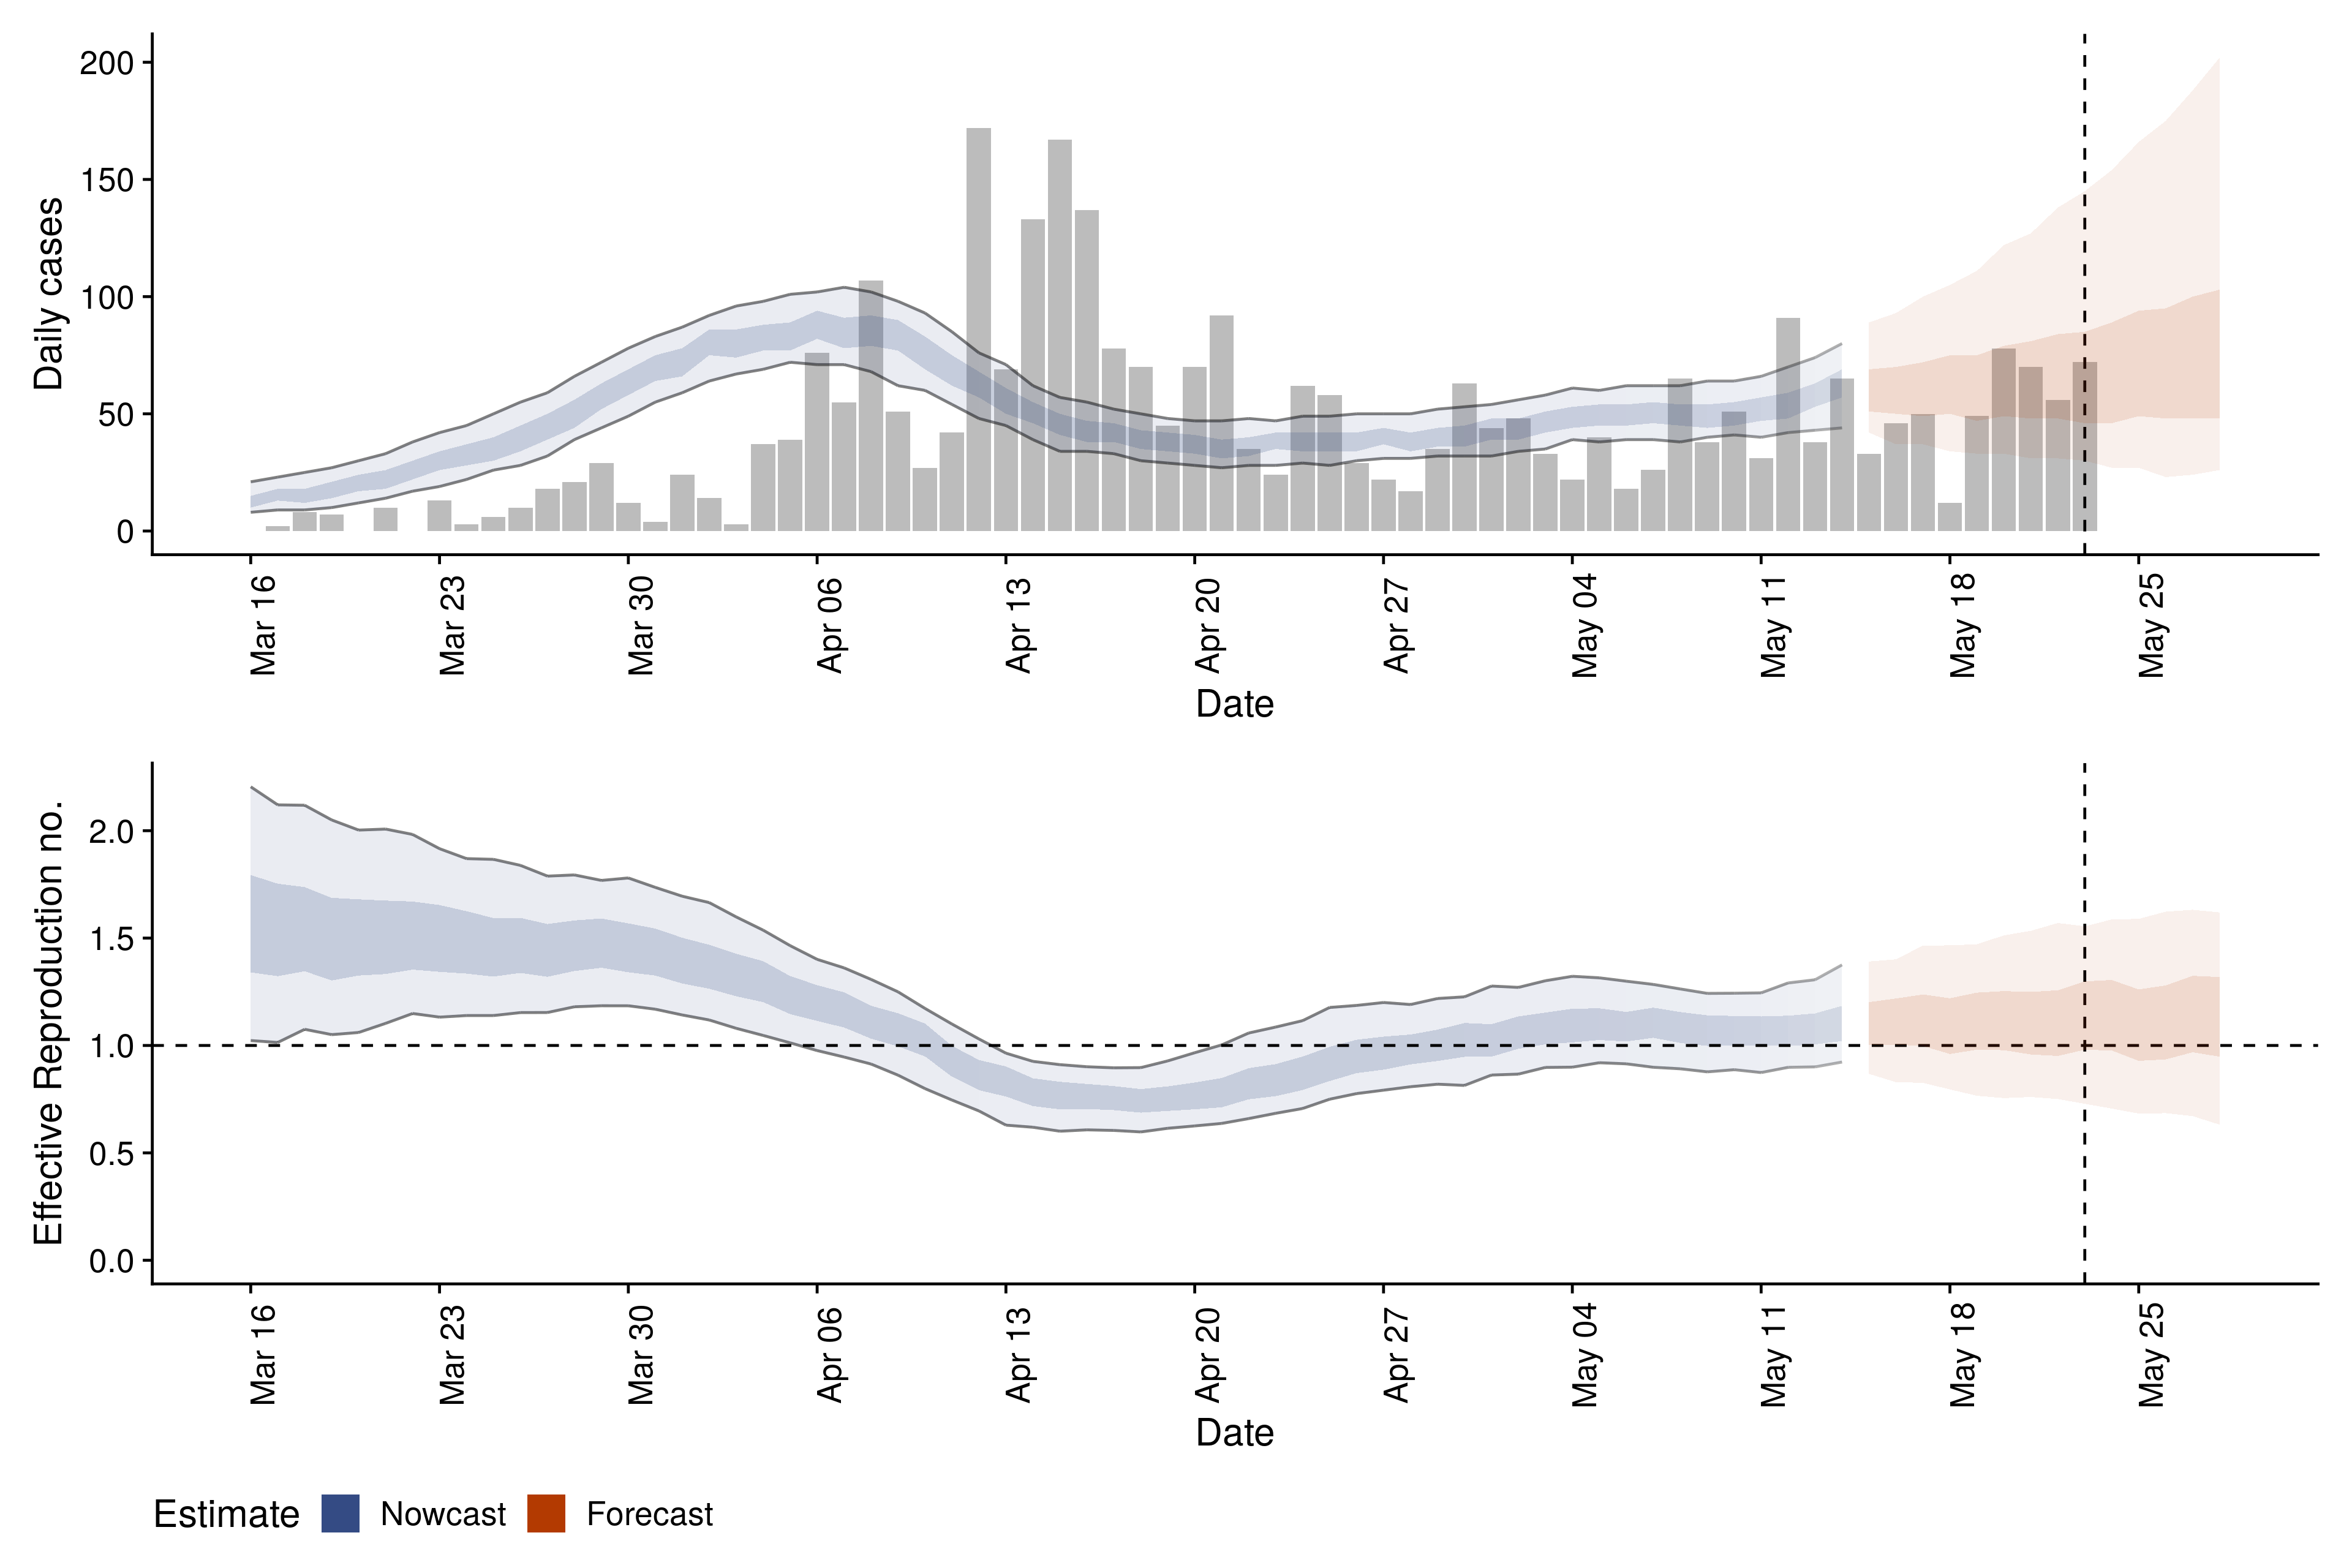 Daily cases
200
150
100
50
0
Mar 16
Mar 23
Mar 30
Apr 06
Apr 13
Apr 20
Apr 27
May 04
May 11
May 18
May 25
Date
Effective Reproduction no.
2.0
1.5
1.0
0.5
0.0
Mar 16
Mar 23
Mar 30
Apr 06
Apr 13
Apr 20
Apr 27
May 04
May 11
May 18
May 25
Date
Estimate Nowcast Forecast